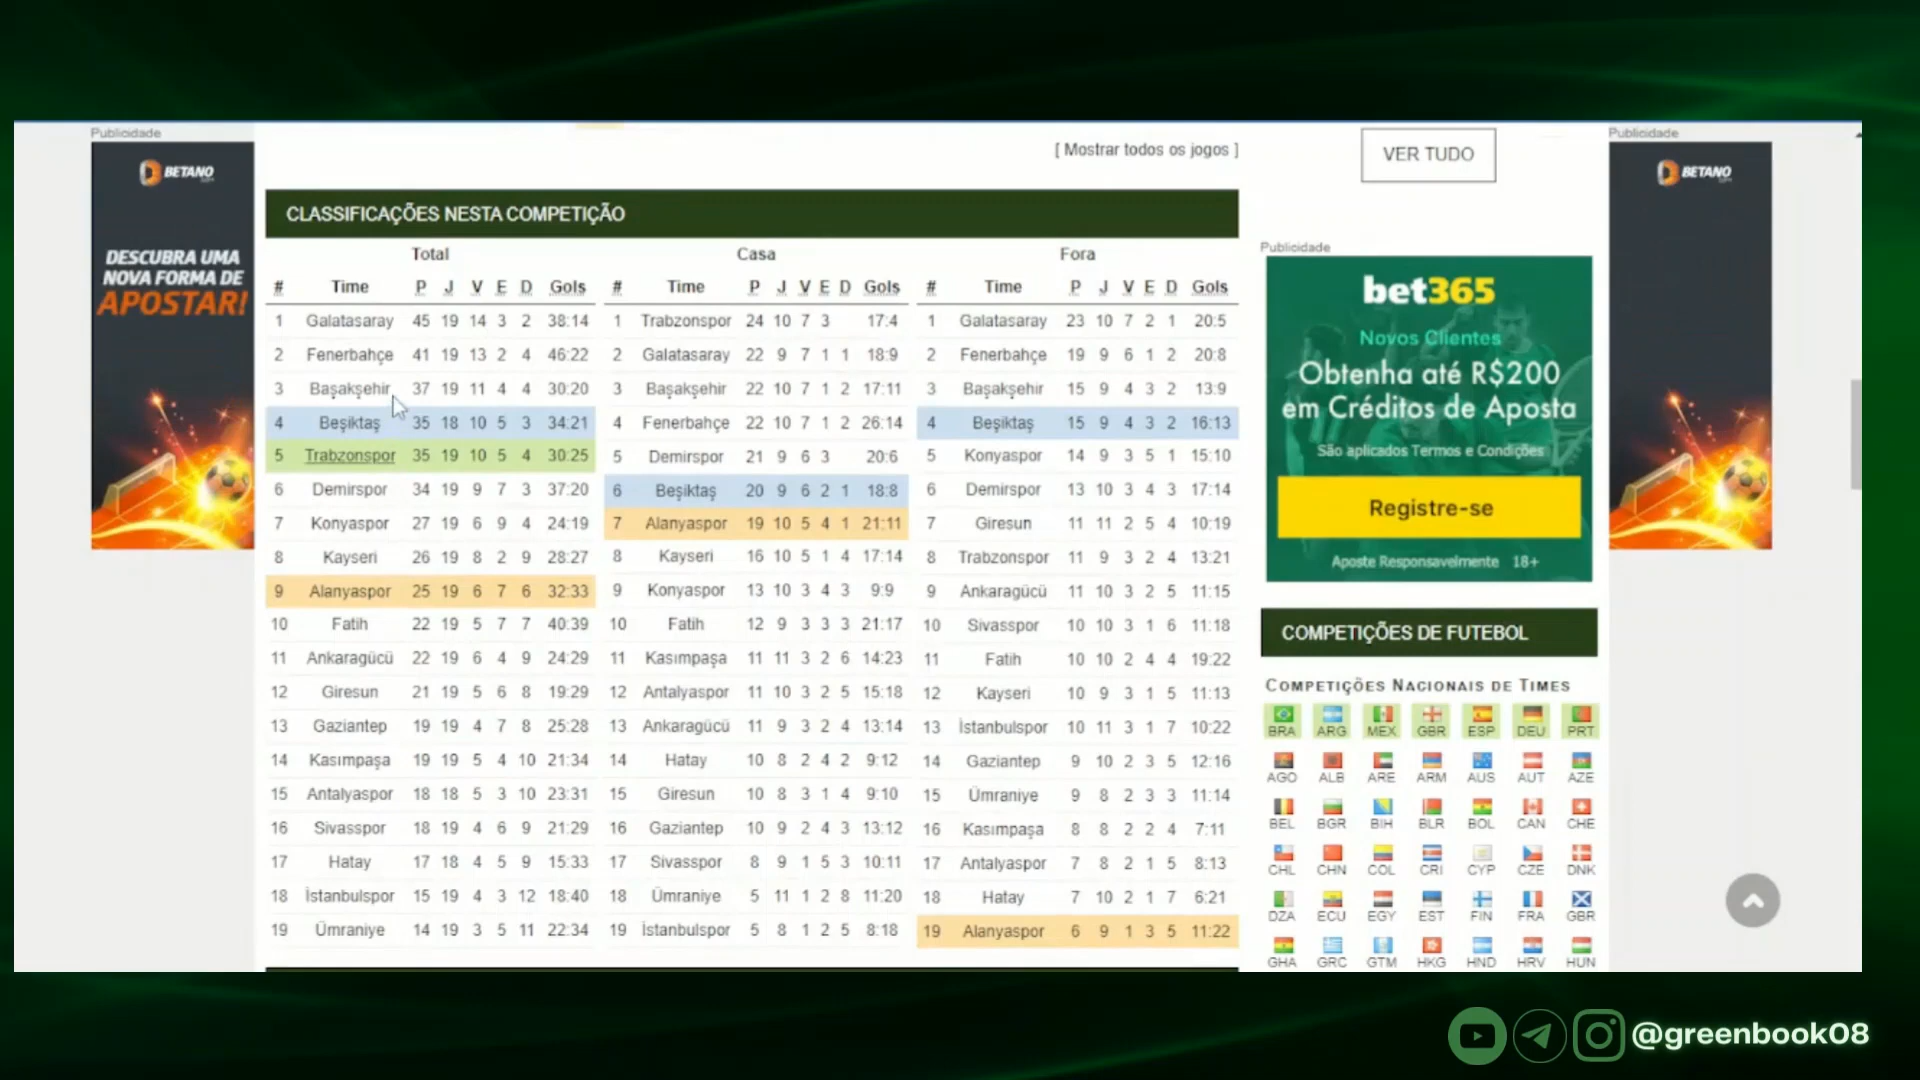 Publicidade
BETANO
DESCUBRA UMA
NOVA FORMA DE
APOSTAR!
[ Mostrar todos os jogos ]
CLASSIFICAÇÕES NESTA COMPETIÇÃO
Total
# Time P J V E D Gols
1 Galatasaray 45 19 14 3 2 38:14
2 Fenerbahçe 41 19 13 2 4 46:22
3 Başakşehir 37 19 11 4 4 30:20
4 Beşiktaş 35 18 10 5 3 34:21
5 Trabzonspor 35 19 10 5 4 30:25
6 Demirspor 34 19 9 7 3 37:20
7 Konyaspor 27 19 6 9 4 24:19
8 Kayseri 26 19 8 2 9 28:27
9 Alanyaspor 25 19 6 7 6 32:33
10 Fatih 22 19 5 7 7 40:39
11 Ankaragücü 22 19 6 4 9 24:29
12 Giresun 21 19 5 6 8 19:29
13 Gaziantep 19 19 4 7 8 25:28
14 Kasımpaşa 19 19 5 4 10 21:34
15 Antalyaspor 18 18 5 3 10 23:31
16 Sivasspor 18 19 4 6 9 21:29
17 Hatay 17 18 4 5 9 15:33
18 İstanbulspor 15 19 4 3 12 18:40
19 Ümraniye 14 19 3 5 11 22:34
Casa
# Time P J V E D Gols
1 Trabzonspor 24 10 7 3 17:4
2 Galatasaray 22 9 7 1 1 18:9
3 Başakşehir 22 10 7 1 2 17:11
4 Fenerbahçe 22 10 7 1 2 26:14
5 Demirspor 21 9 6 3 20:6
6 Beşiktaş 20 9 6 2 1 18:8
7 Alanyaspor 19 10 5 4 1 21:11
8 Kayseri 16 10 5 1 4 17:14
9 Konyaspor 13 10 3 4 3 9:9
10 Fatih 12 9 3 3 3 21:17
11 Kasımpaşa 11 11 3 2 6 14:23
12 Antalyaspor 11 10 3 2 5 15:18
13 Ankaragücü 11 9 3 2 4 13:14
14 Hatay 10 8 2 4 2 9:12
15 Giresun 10 8 3 1 4 9:10
16 Gaziantep 10 9 2 4 3 13:12
17 Sivasspor 8 9 1 5 3 10:11
18 Ümraniye 5 11 1 2 8 11:20
19 İstanbulspor 5 8 1 2 5 8:18
Fora
# Time P J V E D Gols
1 Galatasaray 23 10 7 2 1 20:5
2 Fenerbahçe 19 9 6 1 2 20:8
3 Başakşehir 15 9 4 3 2 13:9
4 Beşiktaş 15 9 4 3 2 16:13
5 Konyaspor 14 9 3 5 1 15:10
6 Demirspor 13 10 3 4 3 17:14
7 Giresun 11 11 2 5 4 10:19
8 Trabzonspor 11 9 3 2 4 13:21
9 Ankaragücü 11 10 3 2 5 11:15
10 Sivasspor 10 10 3 1 6 11:18
11 Fatih 10 10 2 4 4 19:22
12 Kayseri 10 9 3 1 5 11:13
13 İstanbulspor 10 11 3 1 7 10:22
14 Gaziantep 9 10 2 3 5 12:16
15 Ümraniye 9 8 2 3 3 11:14
16 Kasımpaşa 8 8 2 2 4 7:11
17 Antalyaspor 7 8 2 1 5 8:13
18 Hatay 7 10 2 1 7 6:21
19 Alanyaspor 6 9 1 3 5 11:22
VER TUDO
Publicidade
bet365
Novos Clientes
Obtenha até R$200
em Créditos de Aposta
São aplicados Termos e Condições
Registre-se
Aposte Responsavelmente 18+
COMPETIÇÕES DE FUTEBOL
COMPETIÇÕES NACIONAIS DE TIMES
BRA ARG MEX GBR ESP DEU PRT
AGO ALB ARE ARM AUS AUT AZE
BEL BGR BIH BLR BOL CAN CHE
CHL CHN COL CRI CYP CZE DNK
DZA ECU EGY EST FIN FRA GBR
GHA GRC GTM HKG HND HRV HUN
Publicidade
BETANO
@greenbook08